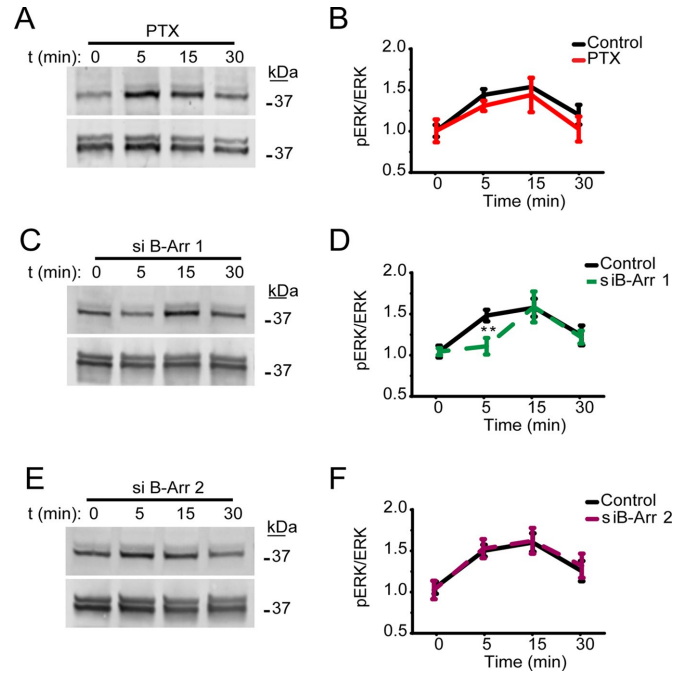 A
PTX
t (min): 0 5 15 30
kDa
-37
-37
B
Control
PTX
2.0
1.5
1.0
0.5
pERK/ERK
0 5 15 30
Time (min)
C
si B-Arr 1
t (min): 0 5 15 30
kDa
-37
-37
D
Control
siB-Arr 1
2.0
1.5
1.0
0.5
pERK/ERK
**
0 5 15 30
Time (min)
E
si B-Arr 2
t (min): 0 5 15 30
kDa
-37
-37
F
Control
siB-Arr 2
2.0
1.5
1.0
0.5
pERK/ERK
0 5 15 30
Time (min)